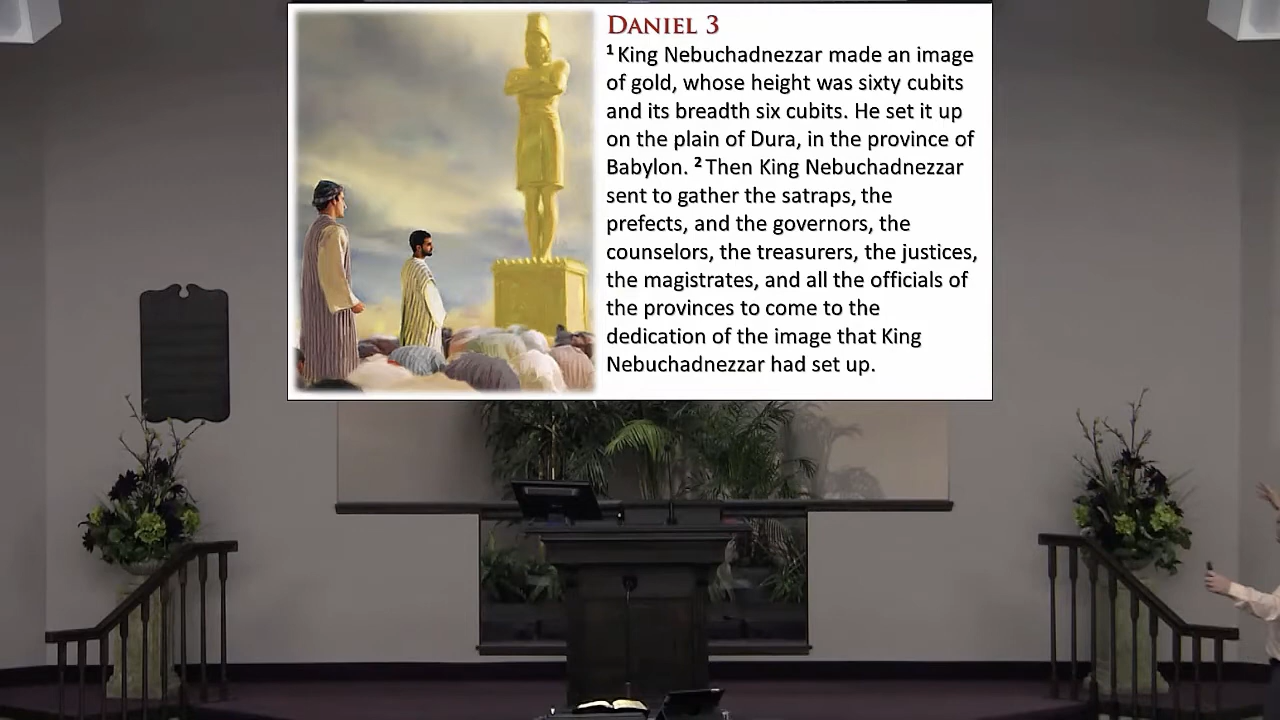 DANIEL 3
1 King Nebuchadnezzar made an image
of gold, whose height was sixty cubits
and its breadth six cubits. He set it up
on the plain of Dura, in the province of
Babylon. 2 Then King Nebuchadnezzar
sent to gather the satraps, the
prefects, and the governors, the
counselors, the treasurers, the justices,
the magistrates, and all the officials of
the provinces to come to the
dedication of the image that King
Nebuchadnezzar had set up.